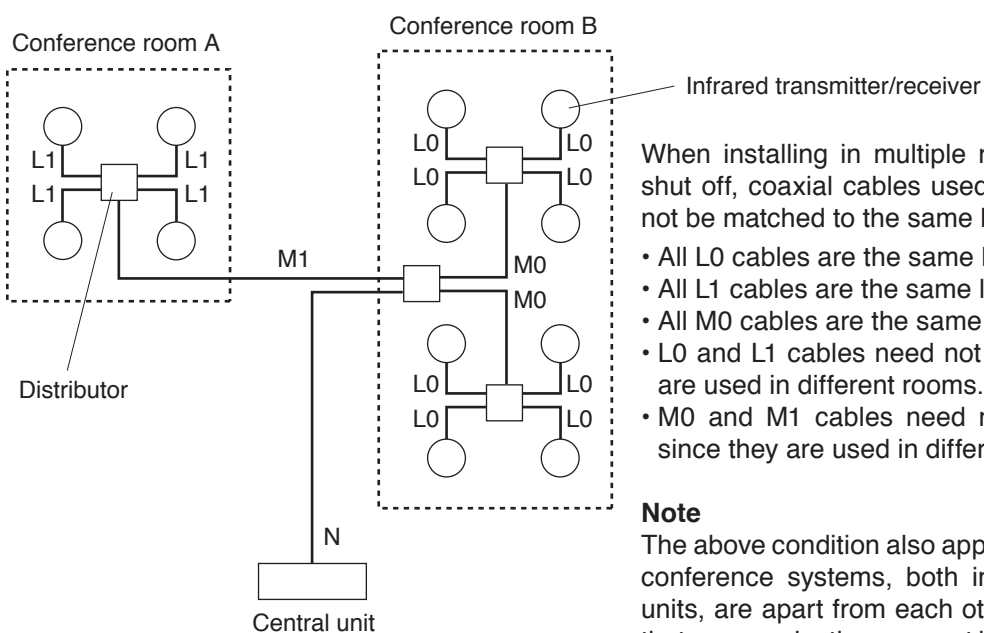 Conference room A
Conference room B
Infrared transmitter/receiver
L1
L1
L1
L1
L0
L0
L0
L0
M1
M0
M0
L0
L0
L0
L0
Distributor
N
Central unit
When installing in multiple
shut off, coaxial cables used
not be matched to the same
• All L0 cables are the same
• All L1 cables are the same
• All M0 cables are the same
• L0 and L1 cables need not
are used in different rooms.
• M0 and M1 cables need
since they are used in
Note
The above condition also
conference systems, both
units, are apart from each